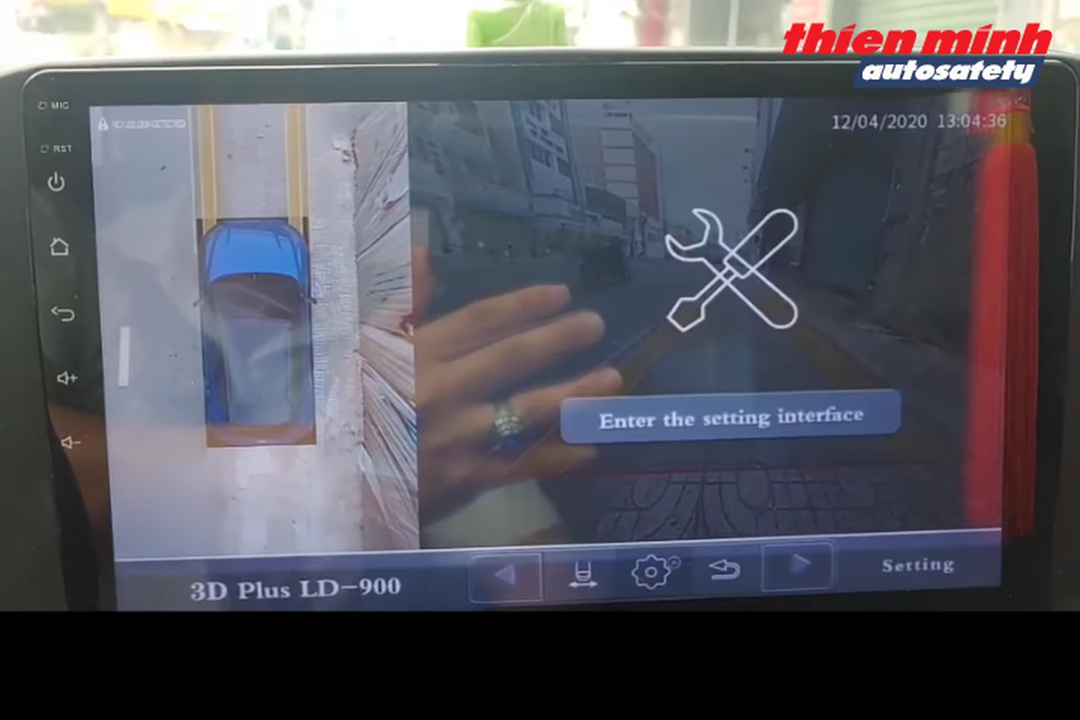 thien minh
autosafety
MIC
12/04/2020 13:04:36
RST
Enter the setting interface
3D Plus LD-900
Setting